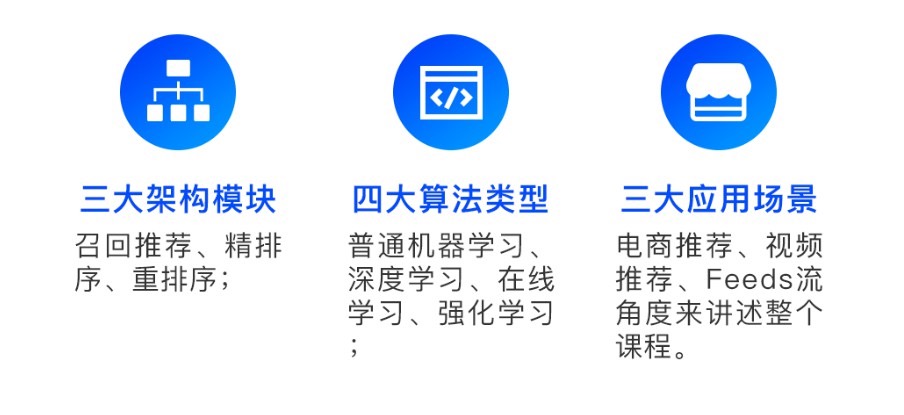 三大架构模块
召回推荐、精排
序、重排序；
四大算法类型
普通机器学习、
深度学习、在线
学习、强化学习
；
三大应用场景
电商推荐、视频
推荐、Feeds流
角度来讲述整个
课程。